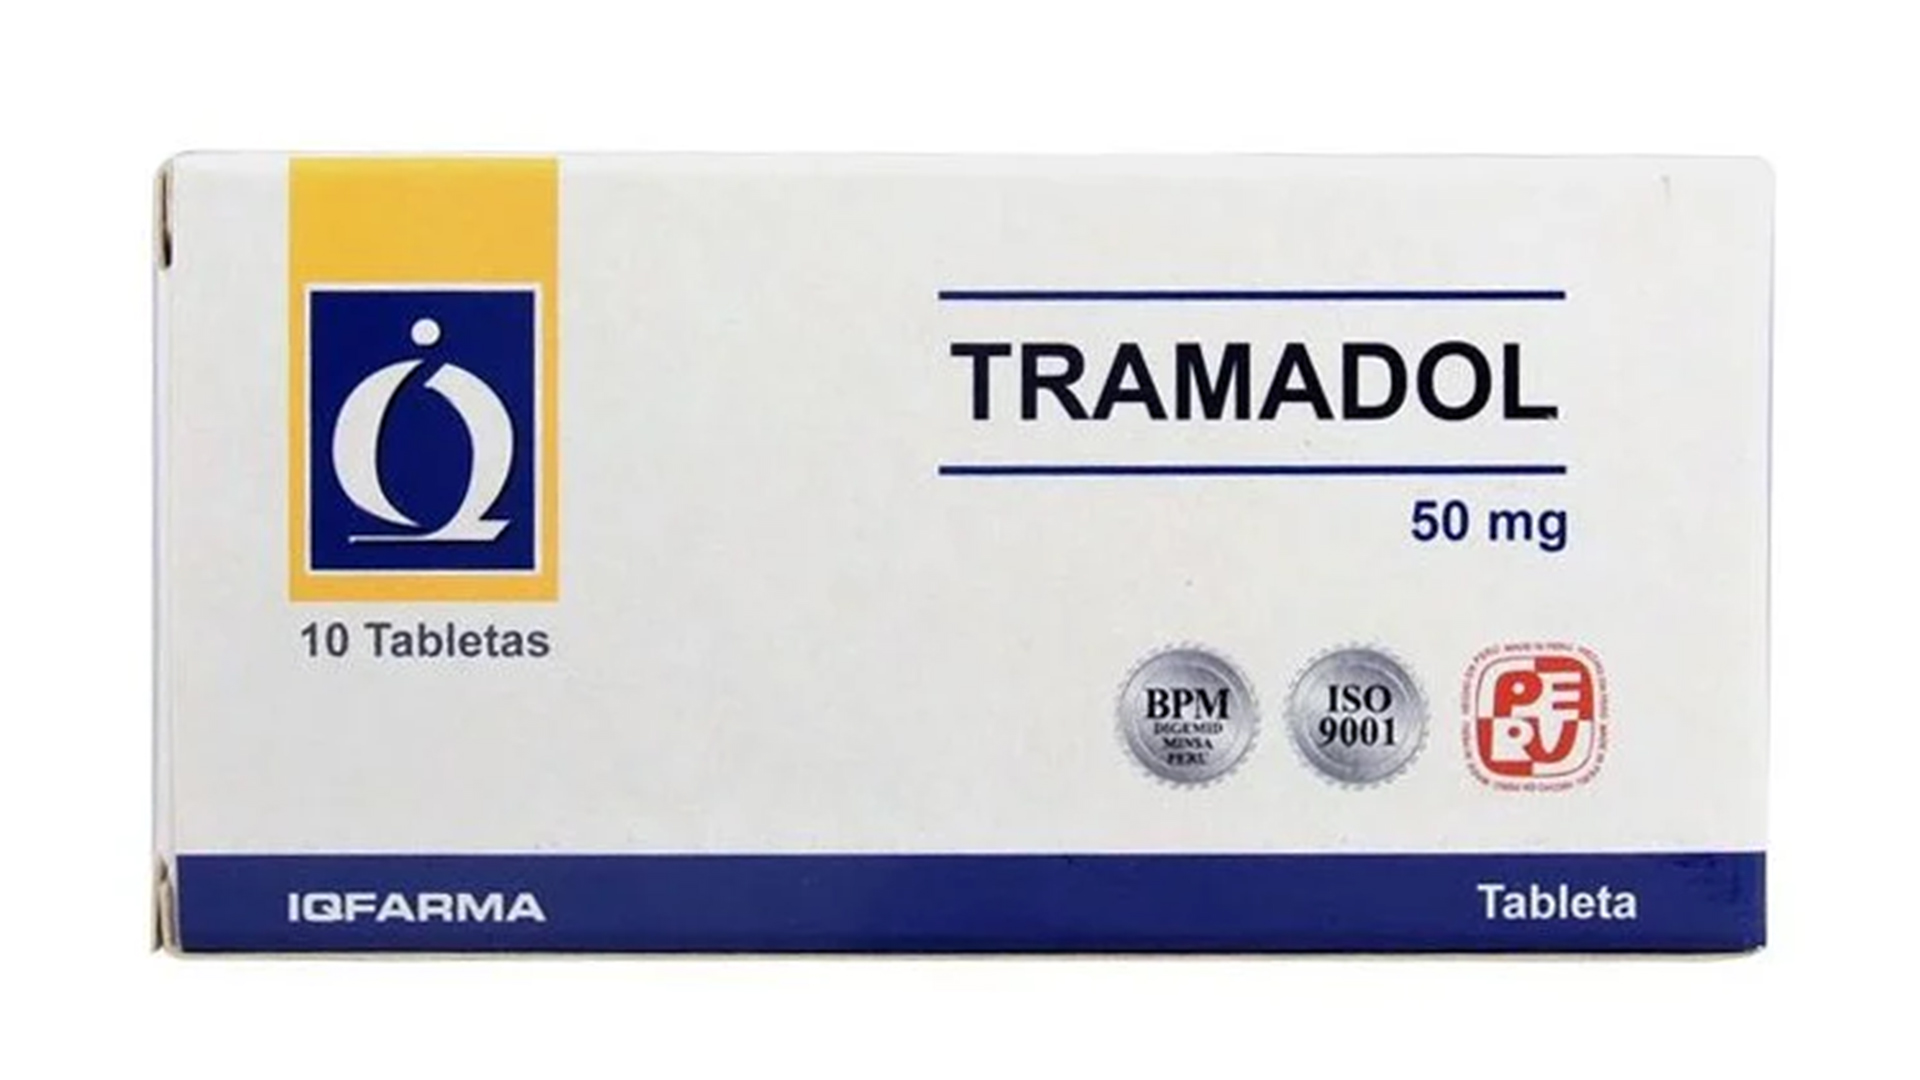 TRAMADOL
50 mg
10 Tabletas
BPM
DIGEMID
MINSA
PERU
ISO
9001
PERU
IQFARMA
Tableta